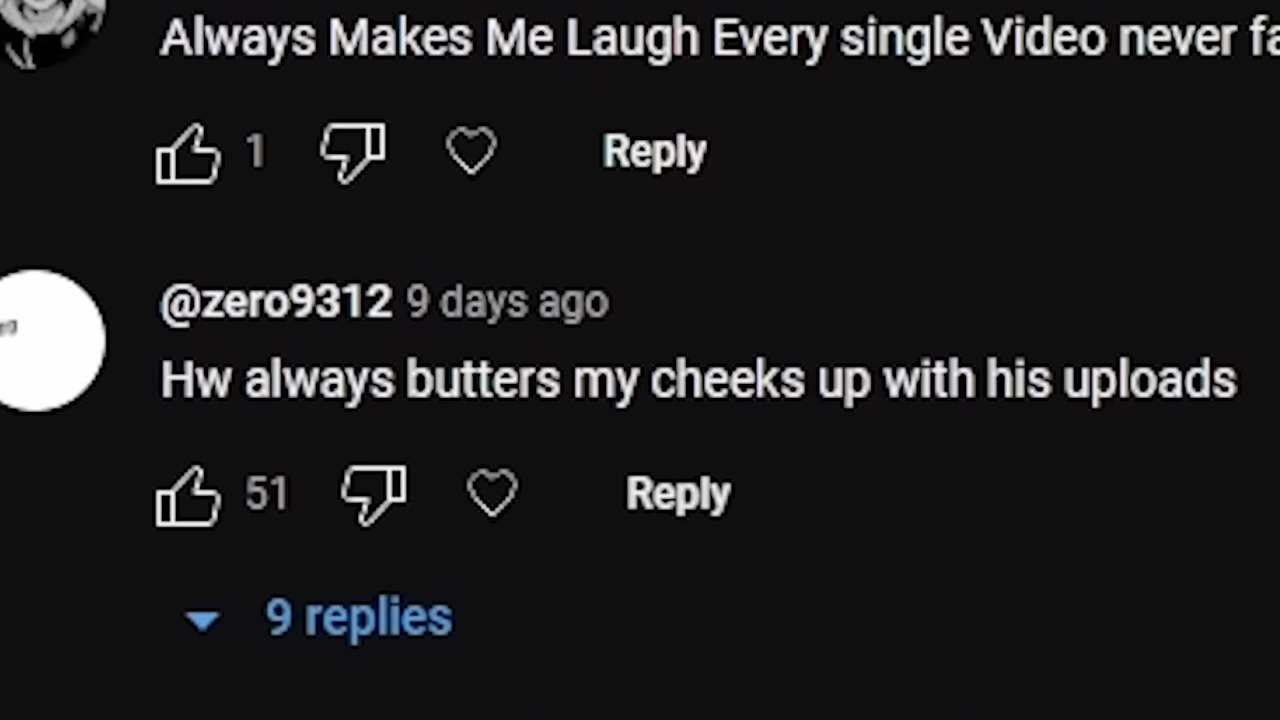 Always Makes Me Laugh Every single Video never
1
Reply
@zero9312 9 days ago
Hw always butters my cheeks up with his uploads
51
Reply
9 replies